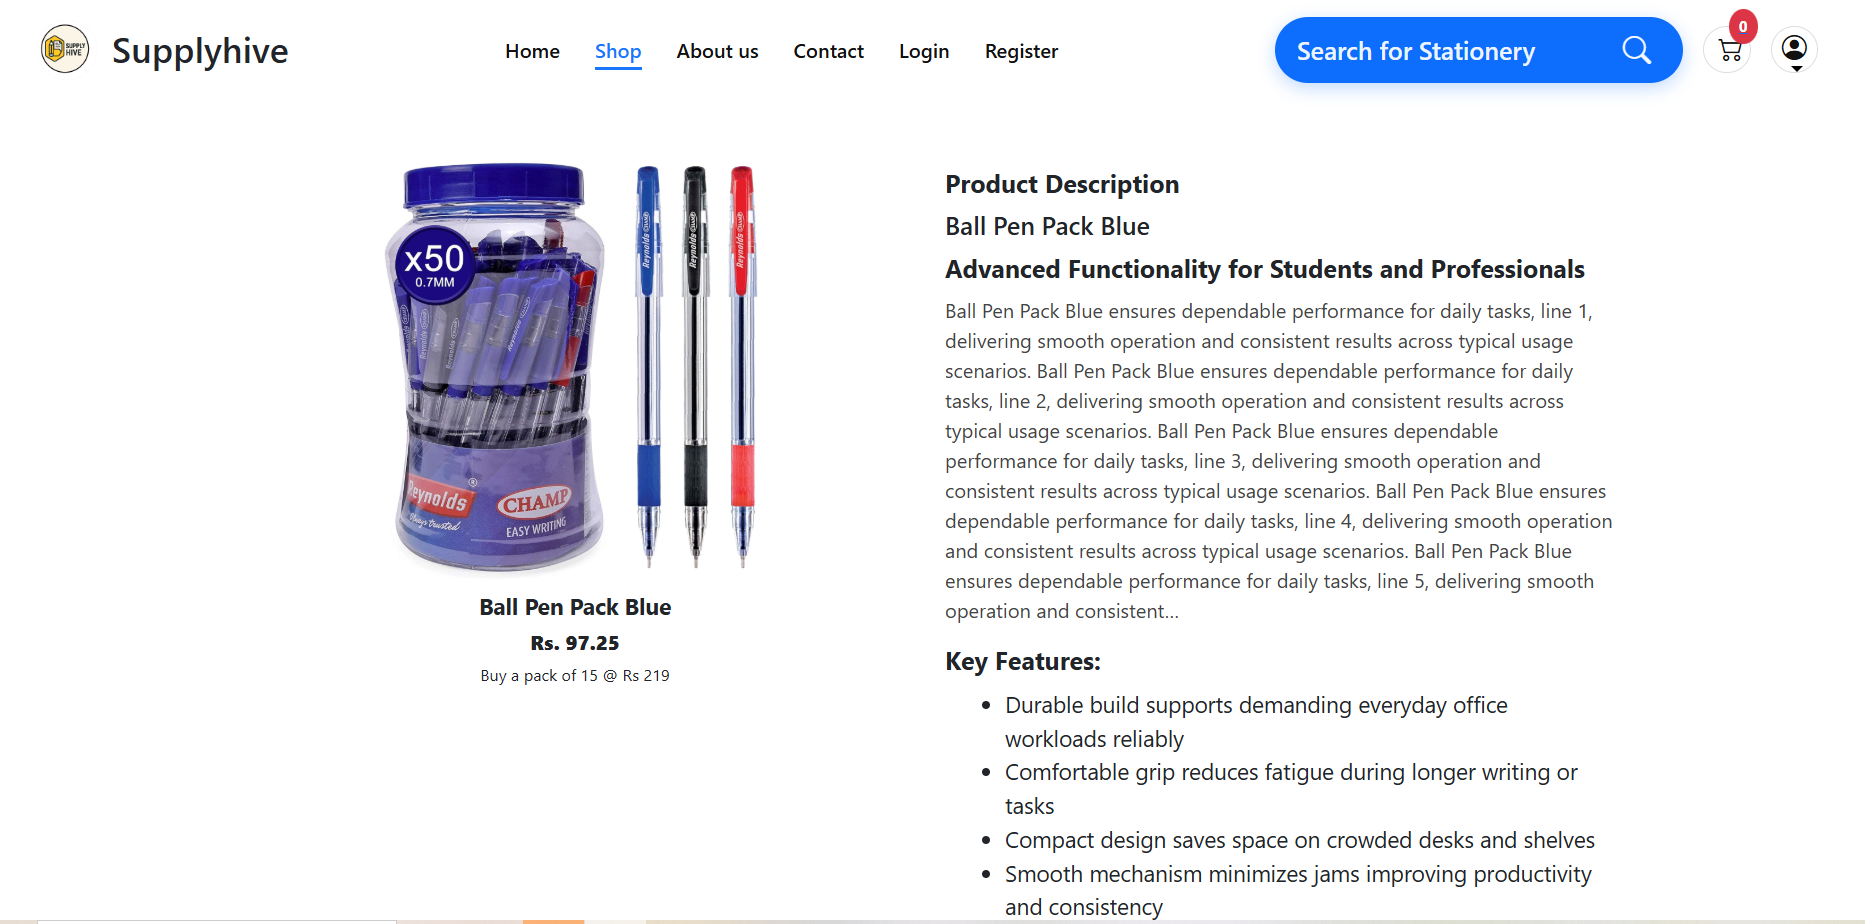 SUPPLY
HIVE
Supplyhive
Home
Shop
About us
Contact
Login
Register
Search for Stationery
0
x50
0.7MM
Reynolds
Always trusted
CHAMP
EASY WRITING
Reynolds CHAMP
Reynolds CHAMP
Reynolds CHAMP
Ball Pen Pack Blue
Rs. 97.25
Buy a pack of 15 @ Rs 219
Product Description
Ball Pen Pack Blue
Advanced Functionality for Students and Professionals
Ball Pen Pack Blue ensures dependable performance for daily tasks, line 1,
delivering smooth operation and consistent results across typical usage
scenarios. Ball Pen Pack Blue ensures dependable performance for daily
tasks, line 2, delivering smooth operation and consistent results across
typical usage scenarios. Ball Pen Pack Blue ensures dependable
performance for daily tasks, line 3, delivering smooth operation and
consistent results across typical usage scenarios. Ball Pen Pack Blue ensures
dependable performance for daily tasks, line 4, delivering smooth operation
and consistent results across typical usage scenarios. Ball Pen Pack Blue
ensures dependable performance for daily tasks, line 5, delivering smooth
operation and consistent...
Key Features:
• Durable build supports demanding everyday office
workloads reliably
• Comfortable grip reduces fatigue during longer writing or
tasks
• Compact design saves space on crowded desks and shelves
• Smooth mechanism minimizes jams improving productivity
and consistency